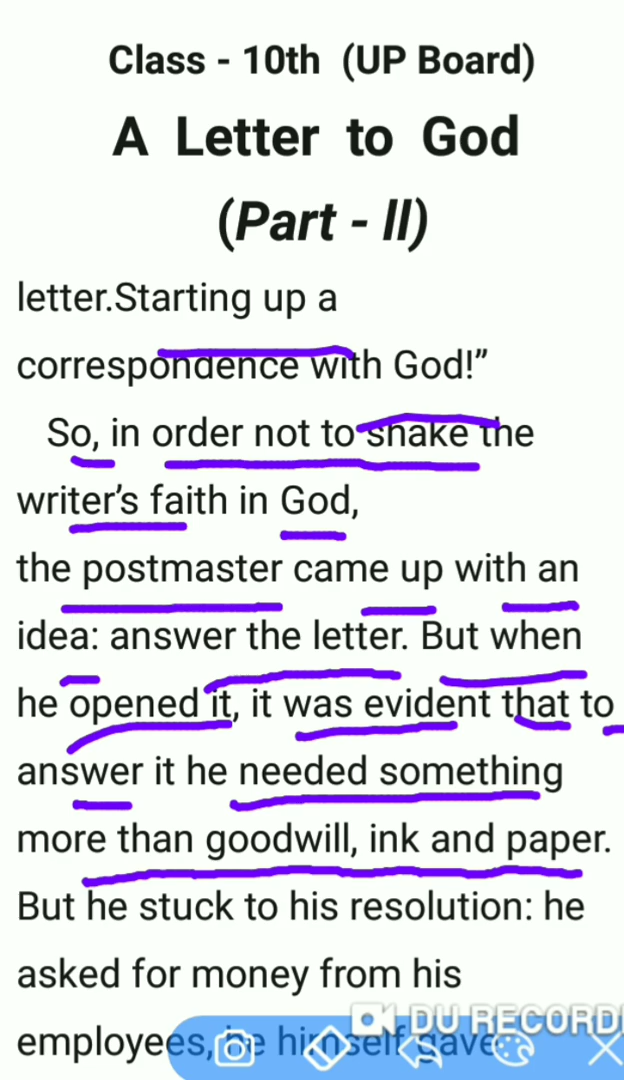 Class - 10th (UP Board)
A Letter to God
(Part - II)
letter.Starting up a
correspondence with God!”
So, in order not to shake the
writer’s faith in God,
the postmaster came up with an
idea: answer the letter. But when
he opened it, it was evident that to
answer it he needed something
more than goodwill, ink and paper.
But he stuck to his resolution: he
asked for money from his
employees, he himself gave
DU RECORD